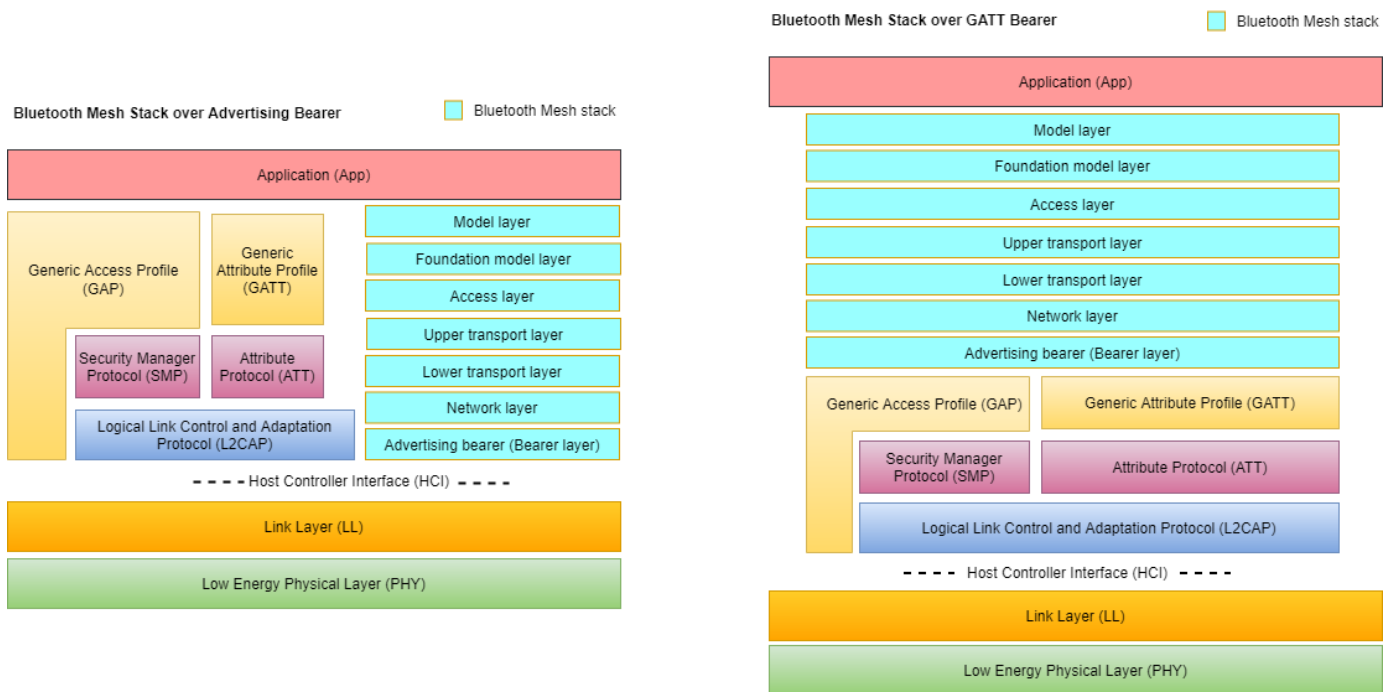 Bluetooth Mesh Stack over Advertising Bearer
Bluetooth Mesh stack
Application (App)
Generic Access Profile
(GAP)
Generic
Attribute Profile
(GATT)
Security Manager
Protocol (SMP)
Attribute
Protocol (ATT)
Logical Link Control and Adaptation
Protocol (L2CAP)
Model layer
Foundation model layer
Access layer
Upper transport layer
Lower transport layer
Network layer
Advertising bearer (Bearer layer)
Host Controller Interface (HCI)
Link Layer (LL)
Low Energy Physical Layer (PHY)
Bluetooth Mesh Stack over GATT Bearer
Bluetooth Mesh stack
Application (App)
Model layer
Foundation model layer
Access layer
Upper transport layer
Lower transport layer
Network layer
Advertising bearer (Bearer layer)
Generic Access Profile (GAP)
Generic Attribute Profile (GATT)
Security Manager
Protocol (SMP)
Attribute Protocol (ATT)
Logical Link Control and Adaptation Protocol (L2CAP)
Host Controller Interface (HCI)
Link Layer (LL)
Low Energy Physical Layer (PHY)